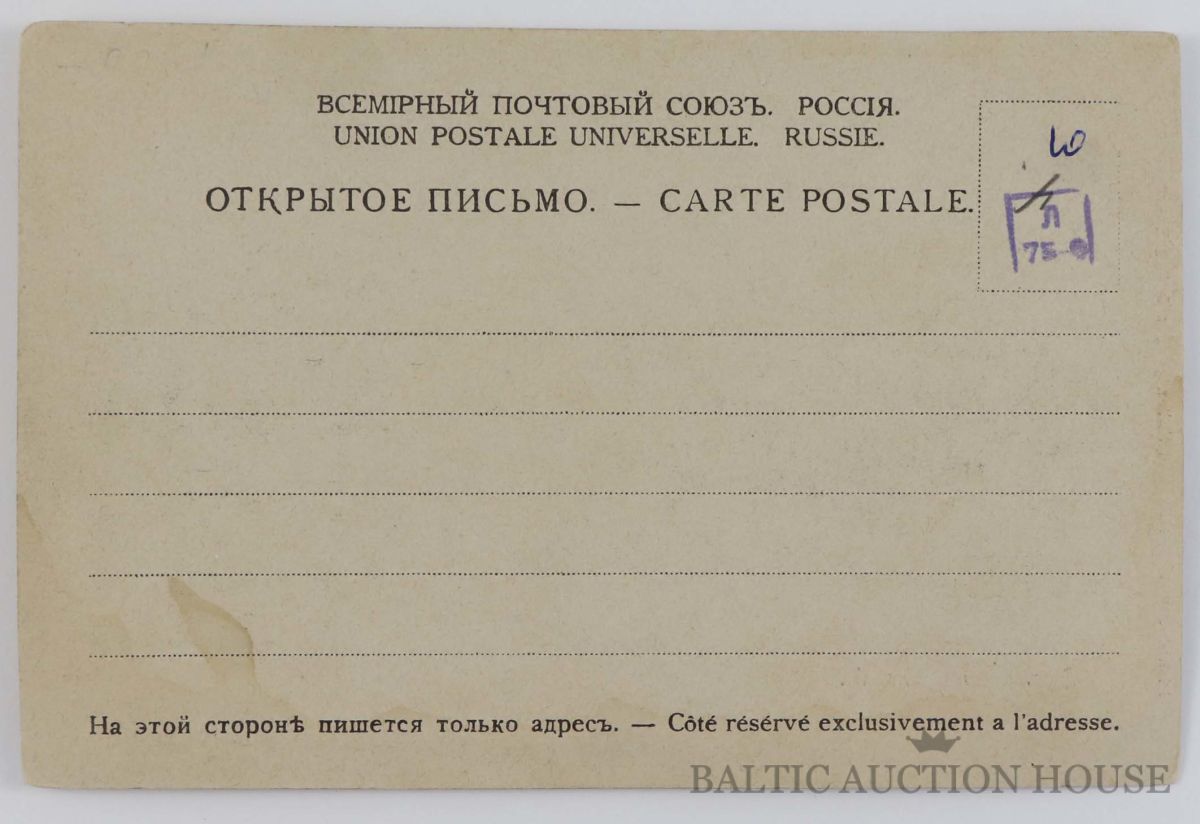 ВСЕМІРНЫЙ ПОЧТОВЫЙ СОЮЗЪ. РОССІЯ.
UNION POSTALE UNIVERSELLE. RUSSIE.
ОТКРЫТОЕ ПИСЬМО. — CARTE POSTALE.
Л
На этой сторонѣ пишется только адресъ. — Côté résérvé exclusivement a l'adresse.
BALTIC AUCTION HOUSE